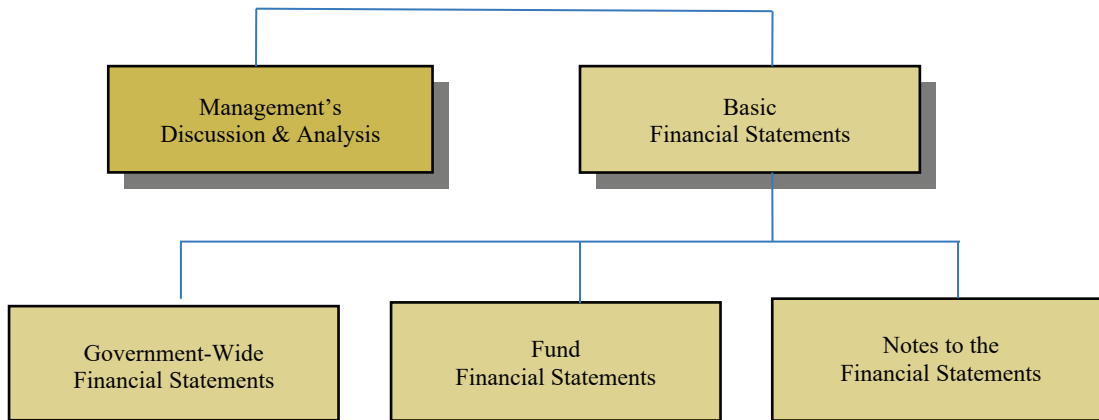 Management’s
Discussion & Analysis
Basic
Financial Statements
Government-Wide
Financial Statements
Fund
Financial Statements
Notes to the
Financial Statements